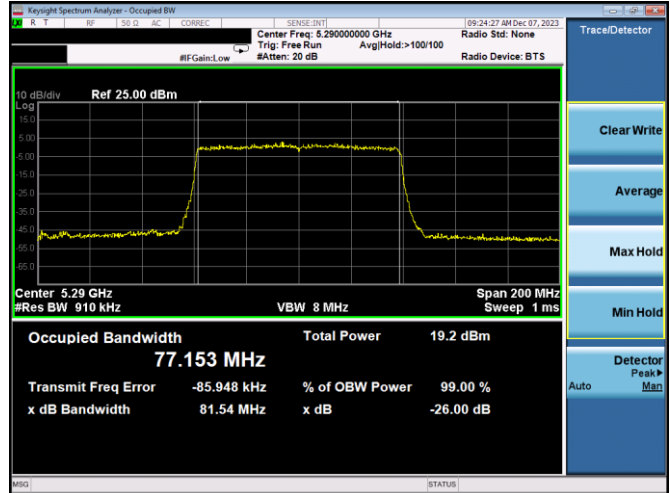 Keysight Spectrum Analyzer - Occupied BW
R T RF 50 Ω AC CORREC SENSE:INT 09:24:27 AM Dec 07, 2023
Center Freq: 5.290000000 GHz Radio Std: None
Trig: Free Run Avg|Hold:>100/100
#IFGain:Low #Atten: 20 dB Radio Device: BTS
Trace/Detector
10 dB/div Ref 25.00 dBm
Log
15.0
5.00
-5.00
-15.0
-25.0
-35.0
-45.0
-55.0
-65.0
Center 5.29 GHz Span 200 MHz
#Res BW 910 kHz VBW 8 MHz Sweep 1 ms
Occupied Bandwidth Total Power 19.2 dBm
77.153 MHz
Transmit Freq Error -85.948 kHz % of OBW Power 99.00 %
x dB Bandwidth 81.54 MHz x dB -26.00 dB
Clear Write
Average
Max Hold
Min Hold
Detector
Peak▶
Auto Man
MSG STATUS